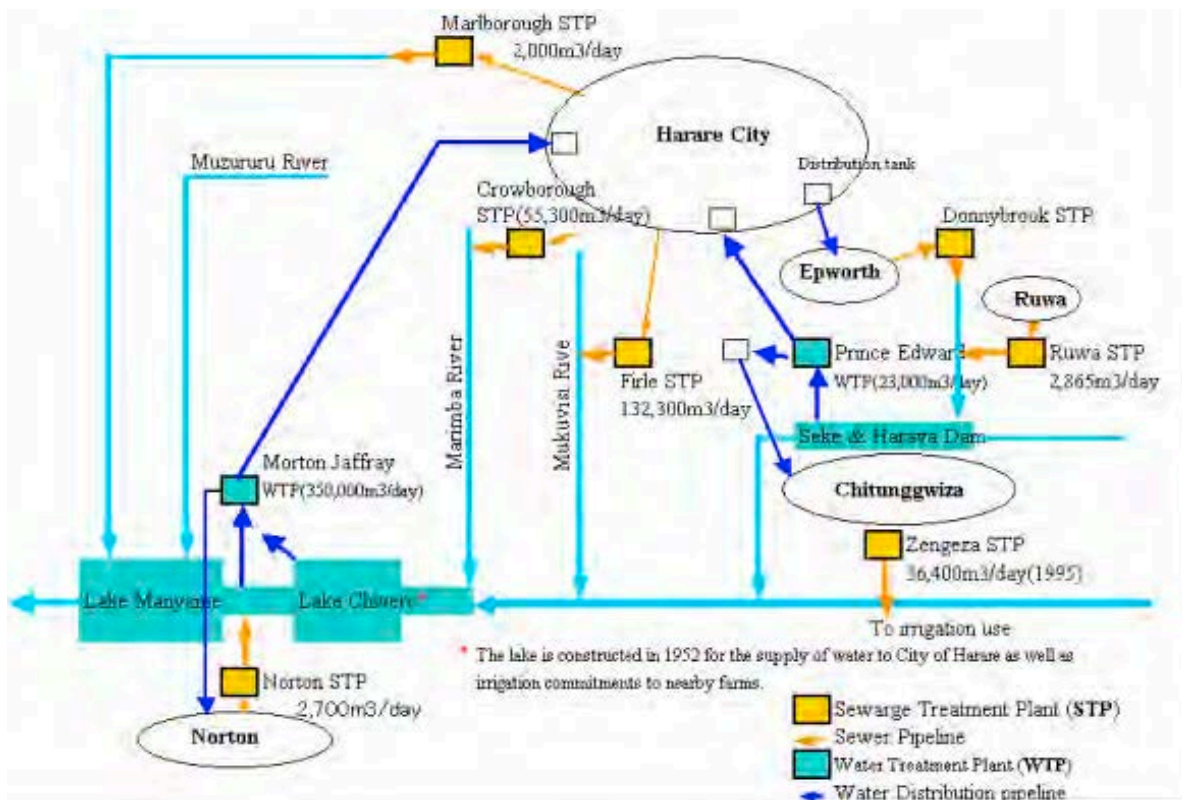 Marlborough STP
2,000m3/day
Harare City
Muzururu River
Distribution tank
Crowborough
STP(55,300m3/day)
Donnybrook STP
Epworth
Ruwa
Marimba River
Mukuvisi Rive
Firle STP
132,300m3/day
Prince Edward
WTP(23,000m3/day)
Ruwa STP
2,865m3/day
Seke & Harava Dam
Morton Jaffray
WTP(350,000m3/day)
Chitunggwiza
Zengeza STP
36,400m3/day(1995)
Lake Manyame
Lake Chivero*
To irrigation use
* The lake is constructed in 1952 for the supply of water to City of Harare as well as
irrigation commitments to nearby farms.
Norton STP
2,700m3/day
Norton
Sewarge Treatment Plant (STP)
Sewer Pipeline
Water Treatment Plant (WTP)
Water Distribution pipeline